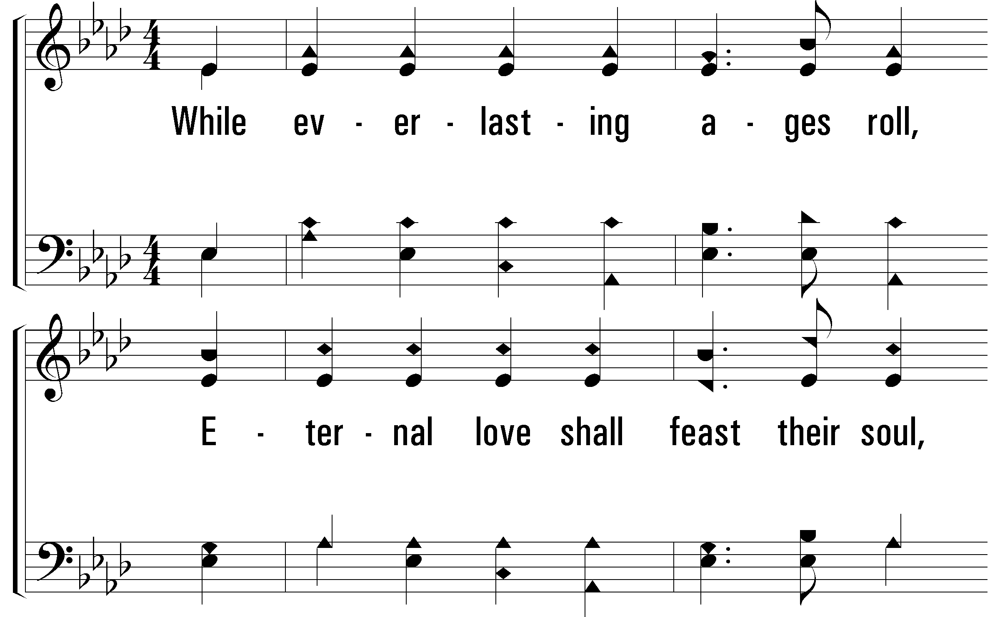 While ev - er - last - ing a - ges roll,
E - ter - nal love shall feast their soul,